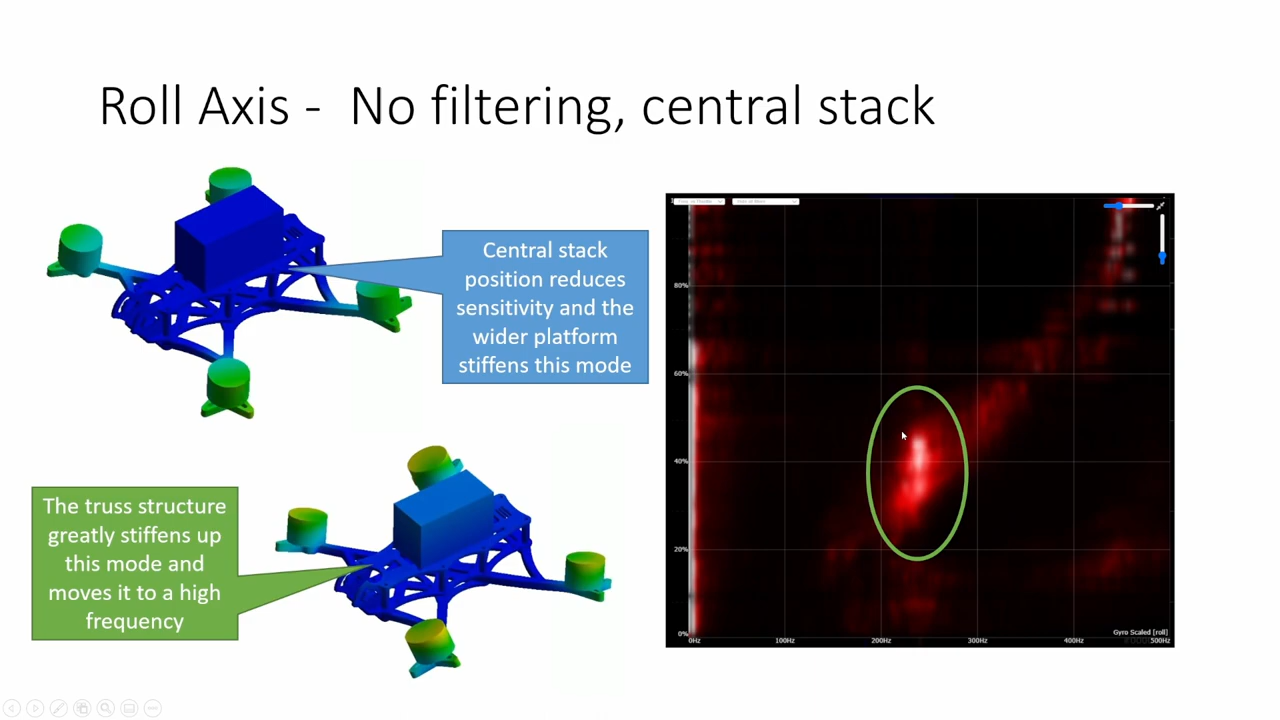 Roll Axis -  No filtering, central stack
Central stack
position reduces
sensitivity and the
wider platform
stiffens this mode
The truss structure
greatly stiffens up
this mode and
moves it to a high
frequency
80%
60%
40%
20%
0%
Gyro Scaled [roll]
0Hz
100Hz
200Hz
300Hz
400Hz
500Hz